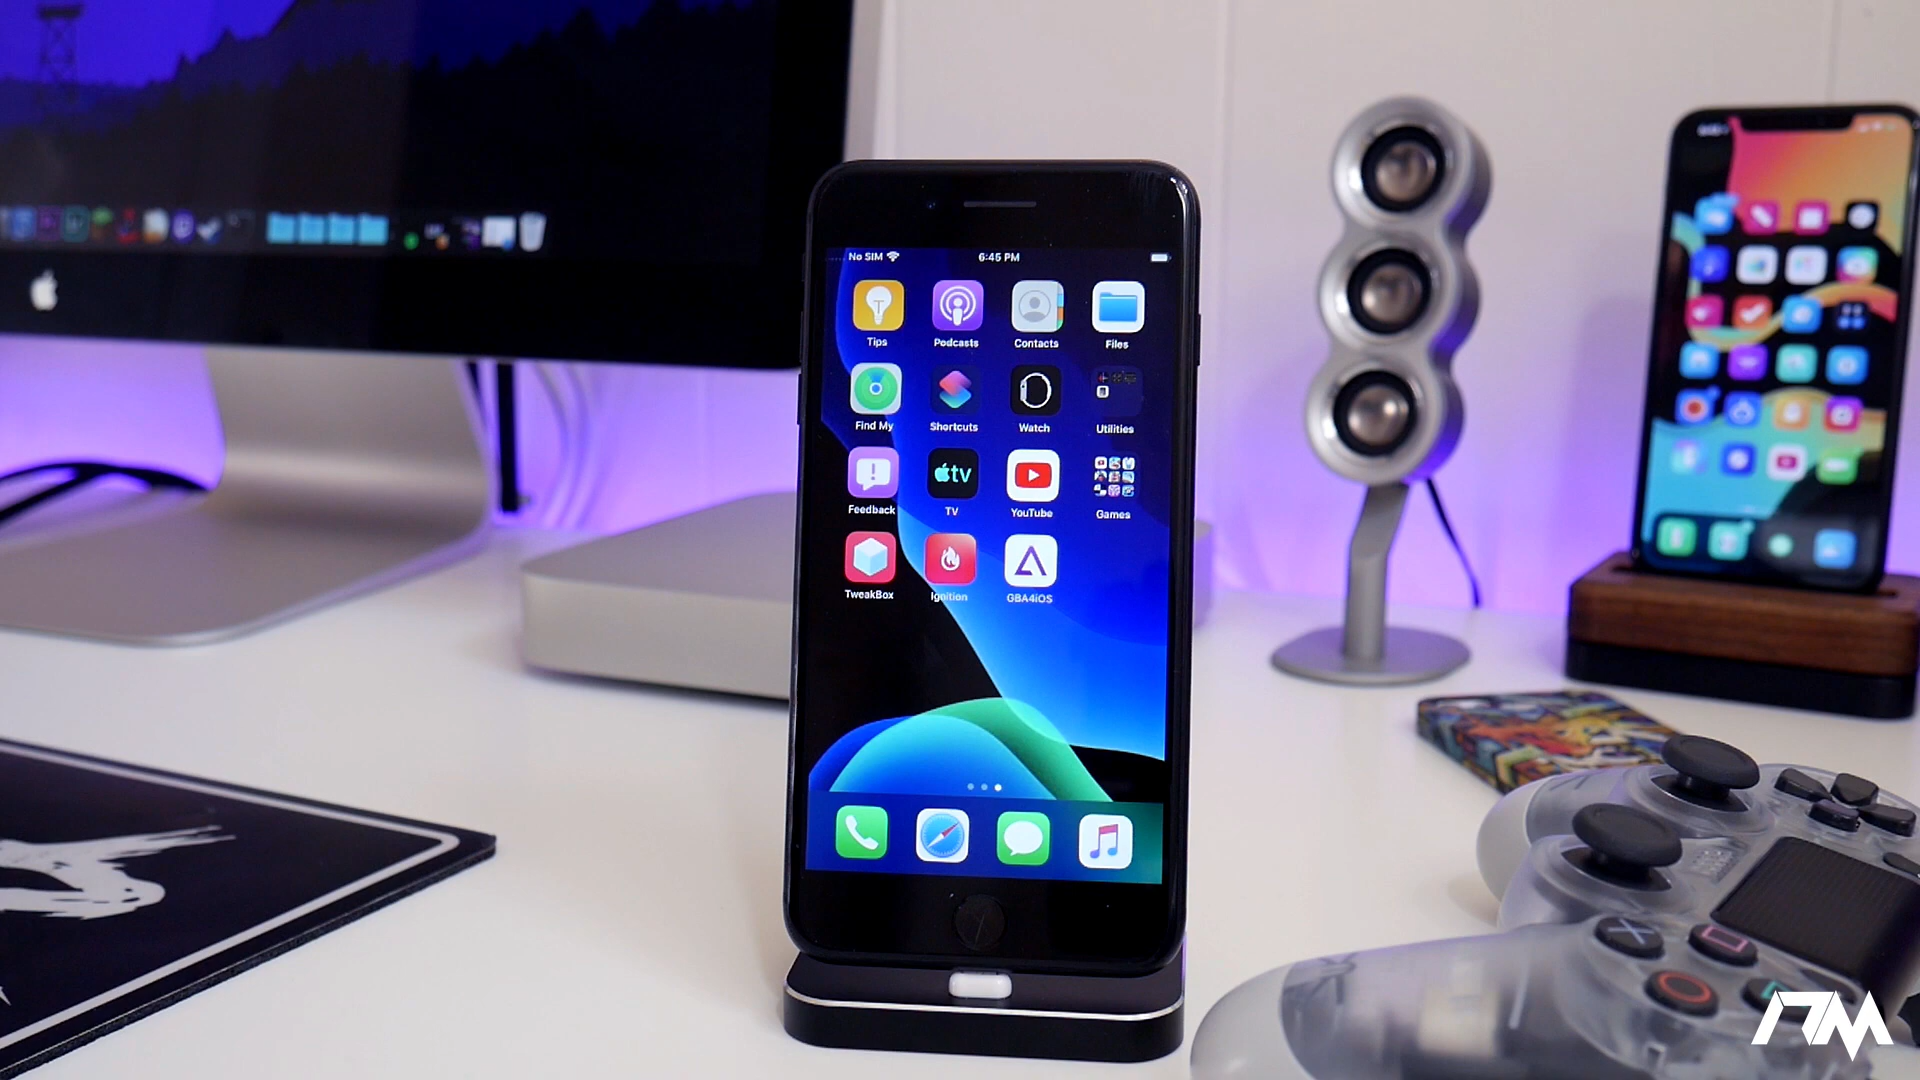 No SIM 6:45 PM
Tips Podcasts Contacts Files
Find My Shortcuts Watch Utilities
tv
Feedback TV YouTube Games
TweakBox Ignition GBA4iOS